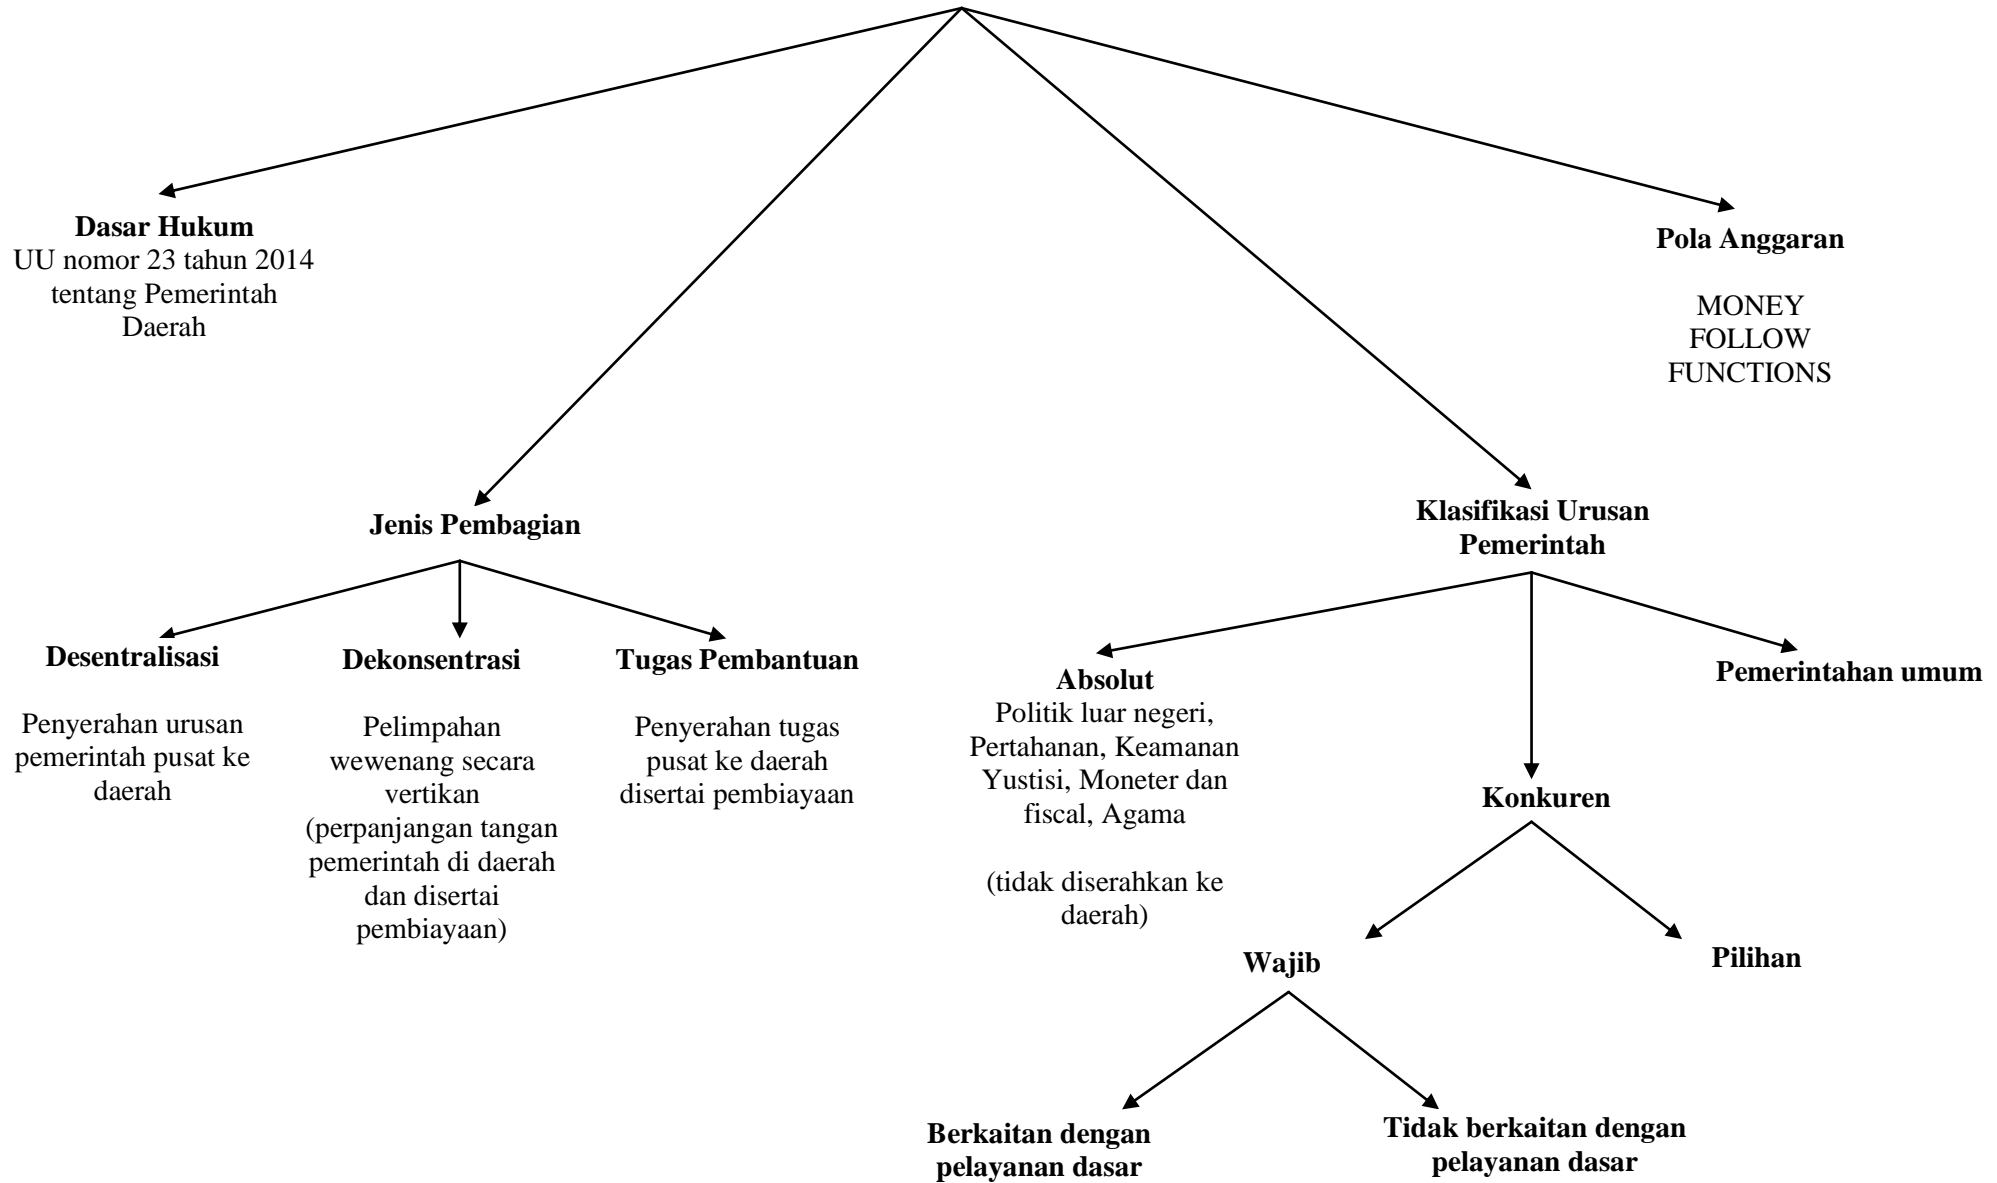 Dasar Hukum
UU nomor 23 tahun 2014
tentang Pemerintah
Daerah
Pola Anggaran
MONEY
FOLLOW
FUNCTIONS
Jenis Pembagian
Desentralisasi
Penyerahan urusan
pemerintah pusat ke
daerah
Dekonsentrasi
Pelimpahan
wewenang secara
vertikan
(perpanjangan tangan
pemerintah di daerah
dan disertai
pembiayaan)
Tugas Pembantuan
Penyerahan tugas
pusat ke daerah
disertai pembiayaan
Klasifikasi Urusan
Pemerintah
Absolut
Politik luar negeri,
Pertahanan, Keamanan
Yustisi, Moneter dan
fiscal, Agama
(tidak diserahkan ke
daerah)
Konkuren
Pemerintahan umum
Wajib
Pilihan
Berkaitan dengan
pelayanan dasar
Tidak berkaitan dengan
pelayanan dasar